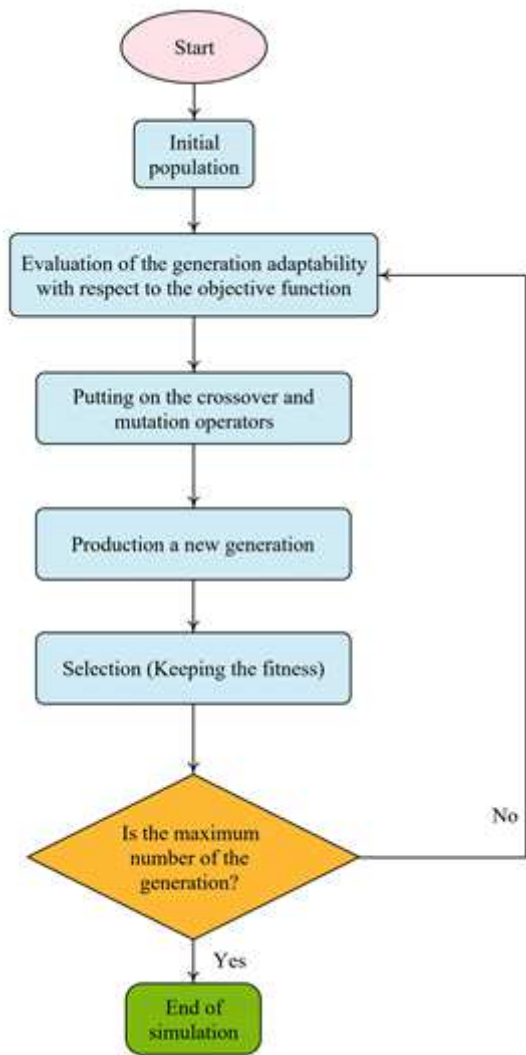 Start
Initial
population
Evaluation of the generation adaptability
with respect to the objective function
Putting on the crossover and
mutation operators
Production a new generation
Selection (Keeping the fitness)
Is the maximum
number of the
generation?
No
Yes
End of
simulation